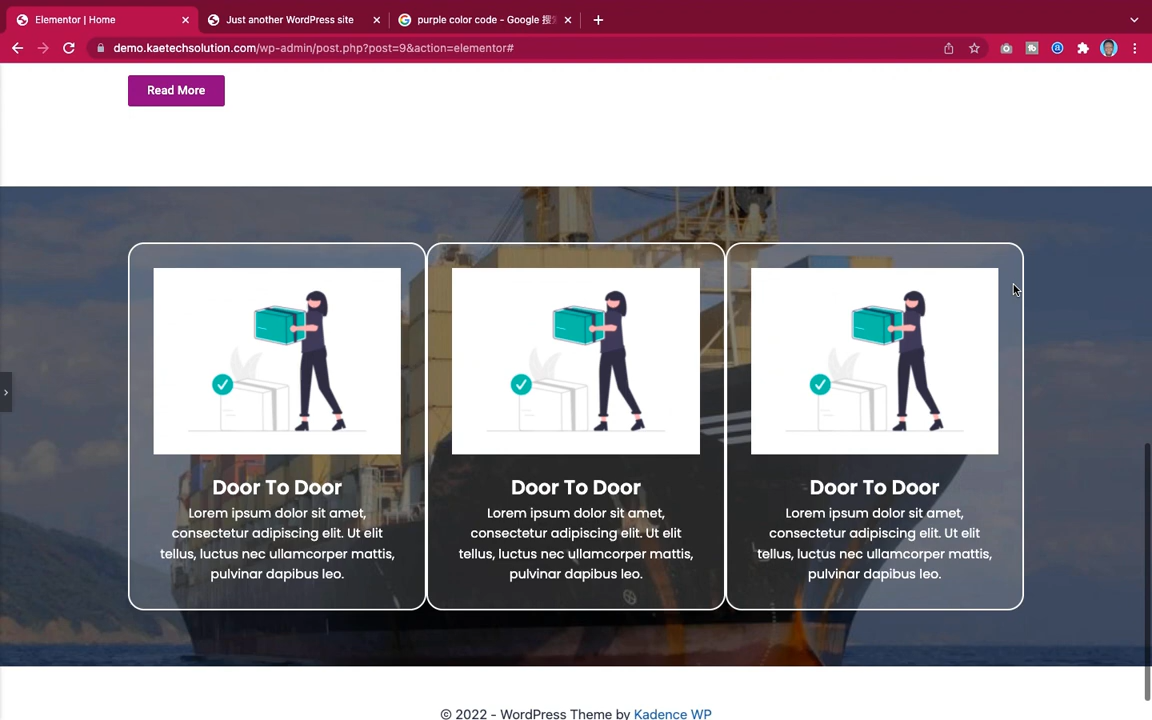 Elementor | Home
Just another WordPress site
purple color code - Google 搜
demo.kaetechsolution.com/wp-admin/post.php?post=9&action=elementor#
Read More
Door To Door
Lorem ipsum dolor sit amet,
consectetur adipiscing elit. Ut elit
tellus, luctus nec ullamcorper mattis,
pulvinar dapibus leo.
Door To Door
Lorem ipsum dolor sit amet,
consectetur adipiscing elit. Ut elit
tellus, luctus nec ullamcorper mattis,
pulvinar dapibus leo.
Door To Door
Lorem ipsum dolor sit amet,
consectetur adipiscing elit. Ut elit
tellus, luctus nec ullamcorper mattis,
pulvinar dapibus leo.
© 2022 - WordPress Theme by Kadence WP